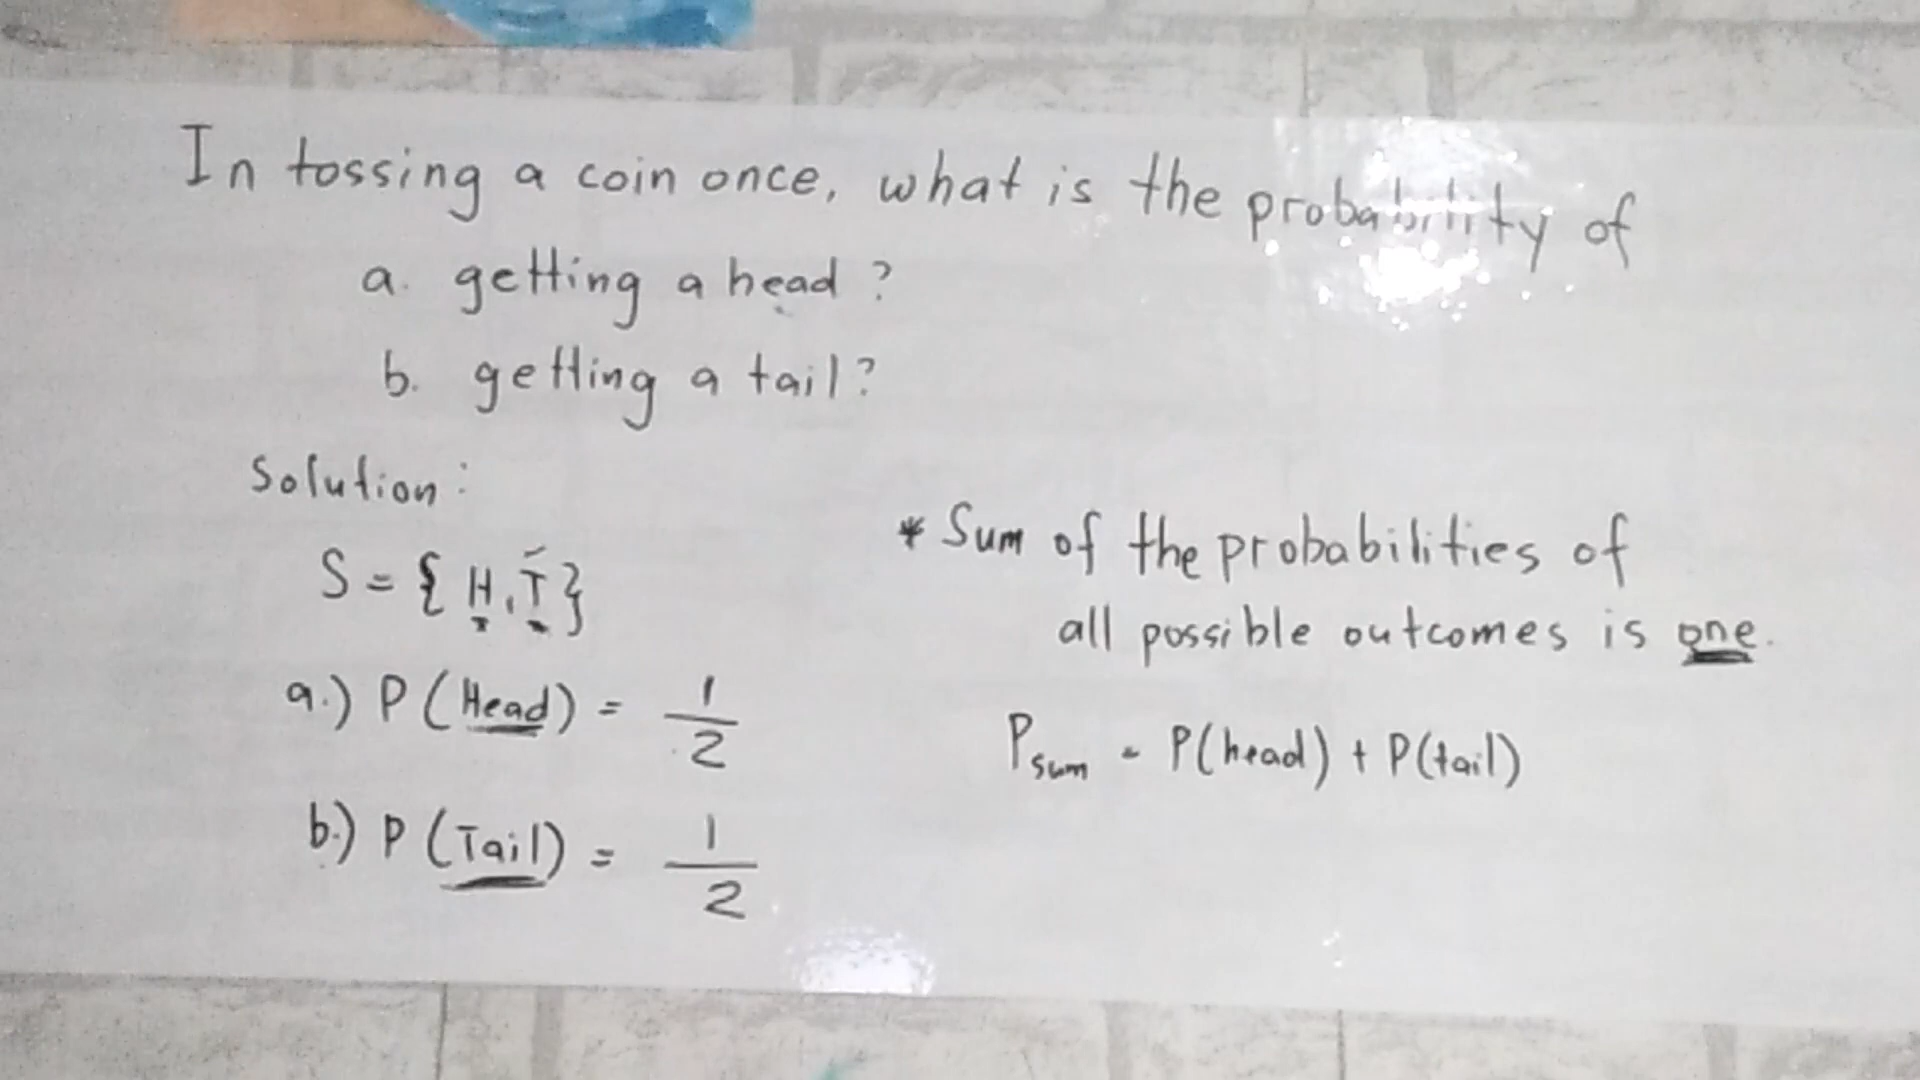 In tossing a coin once, what is the probability of
a. getting a head?
b. getting a tail?
Solution:
S = { H, T }
a.) P (Head) = 1/2
b.) P (Tail) = 1/2
* Sum of the probabilities of
all possible outcomes is one.
Psum = P(head) + P(tail)